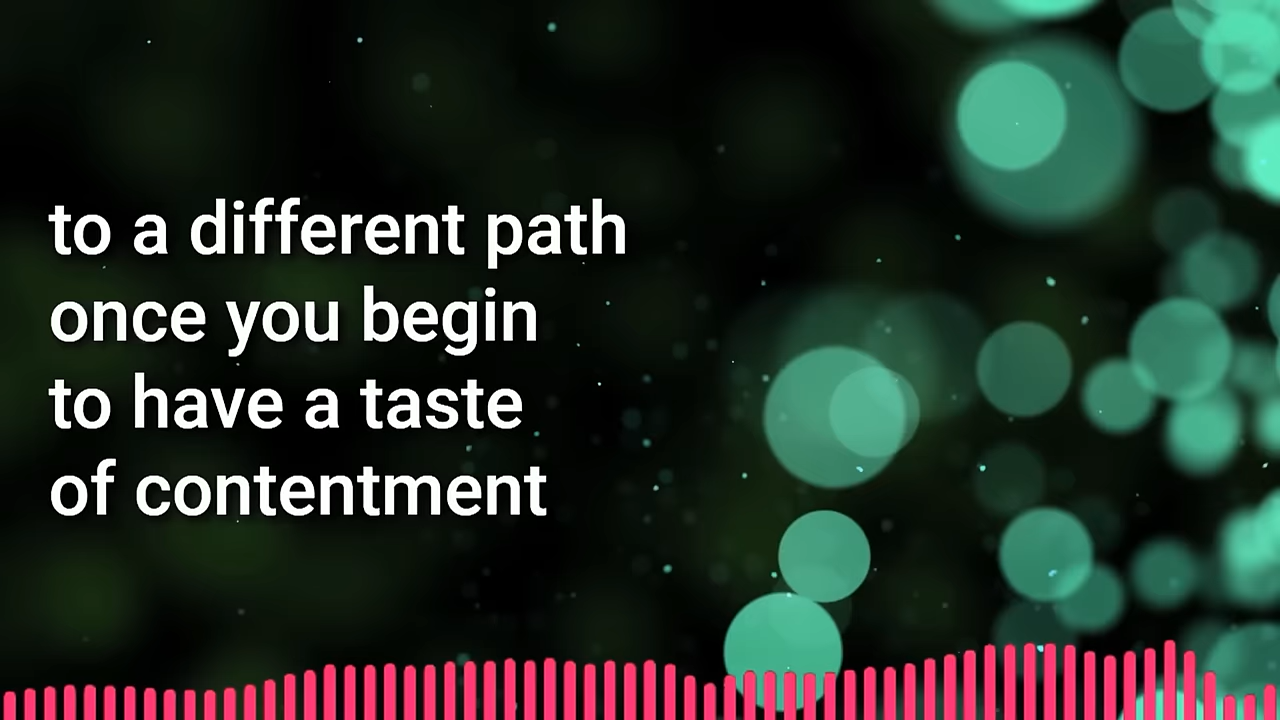 to a different path
once you begin
to have a taste
of contentment